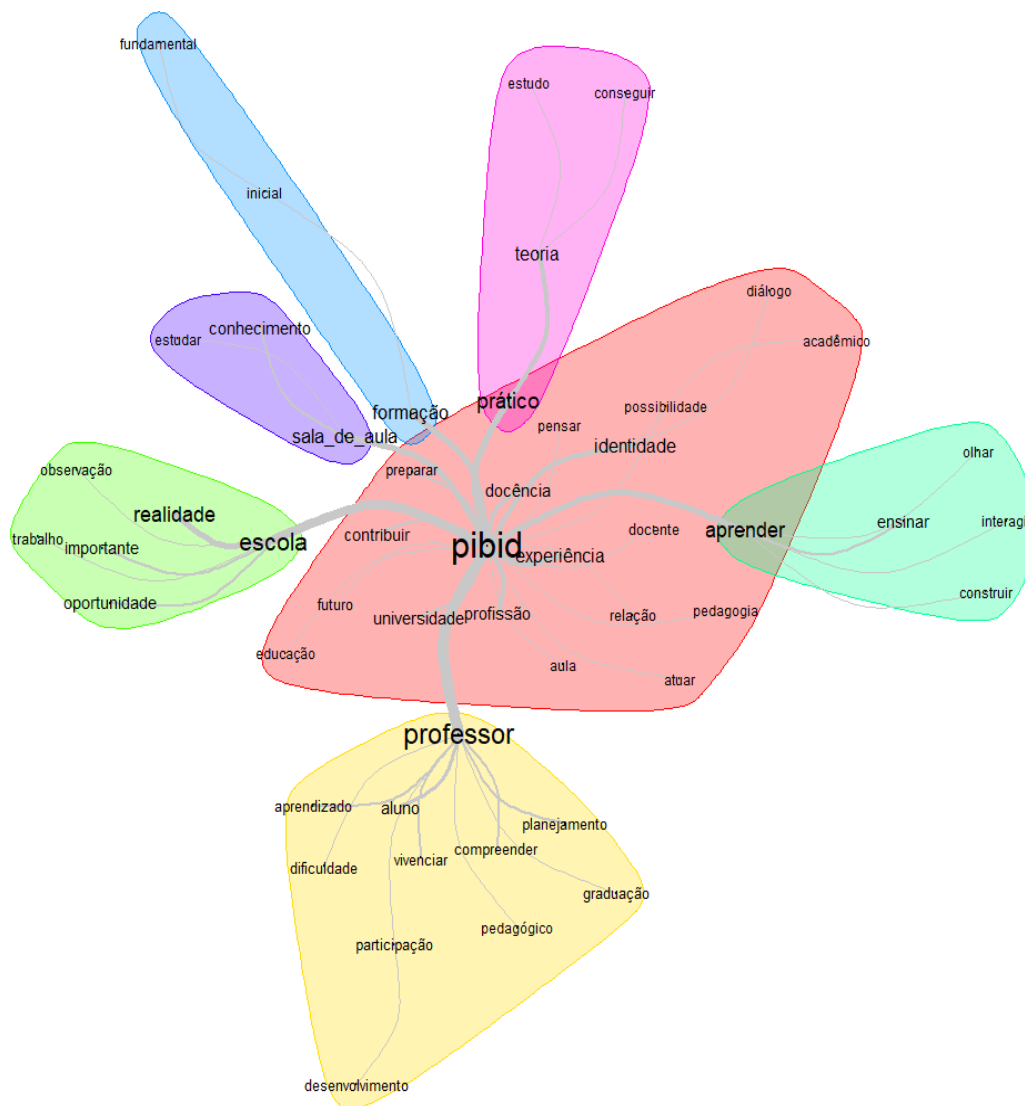 fundamental
estudo
conseguir
inicial
teoria
diálogo
conhecimento
estudar
acadêmico
prático
possibilidade
formação
pensar
sala_de_aula
identidade
olhar
observação
preparar
docência
realidade
ensinar
interagi
trabalho
importante
escola
contribuir
pibid
experiência
docente
aprender
oportunidade
futuro
universidade
profissão
relação
pedagogia
construir
educação
aula
atuar
professor
aprendizado
aluno
planejamento
dificuldade
vivenciar
compreender
graduação
participação
pedagógico
desenvolvimento